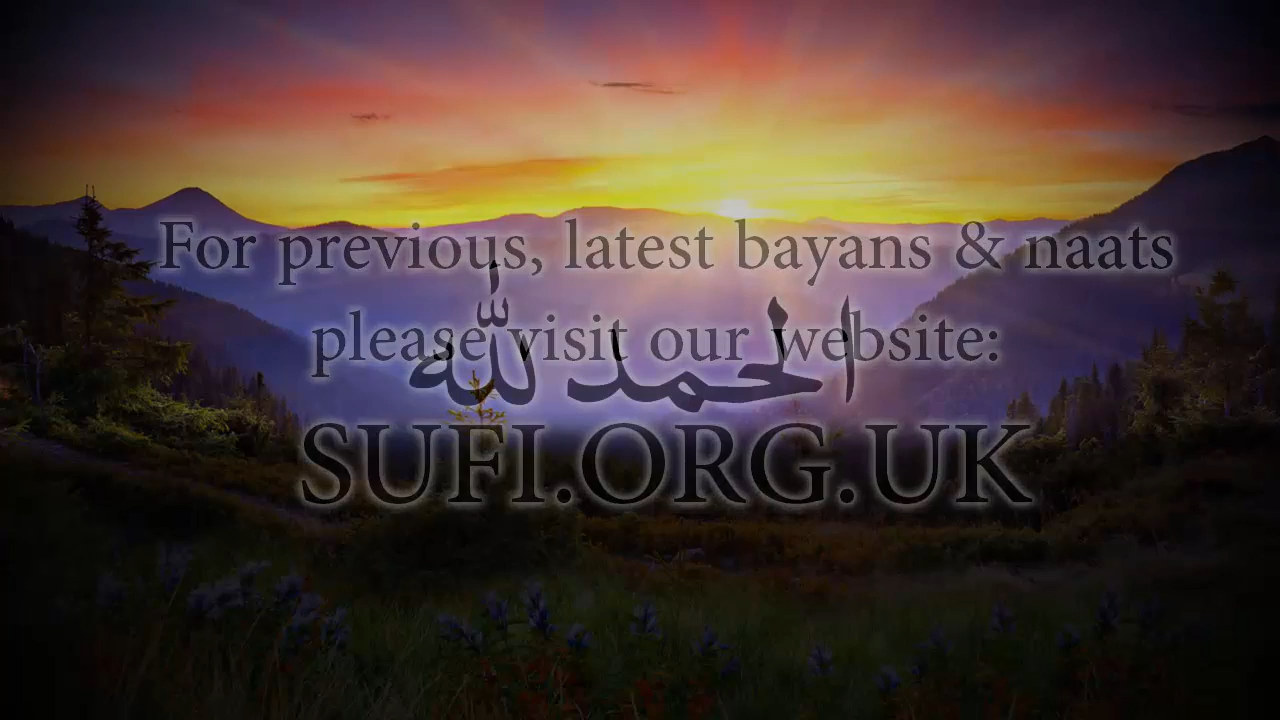 For previous, latest bayans & naats
please visit our website:
الحمد لله
SUFI.ORG.UK